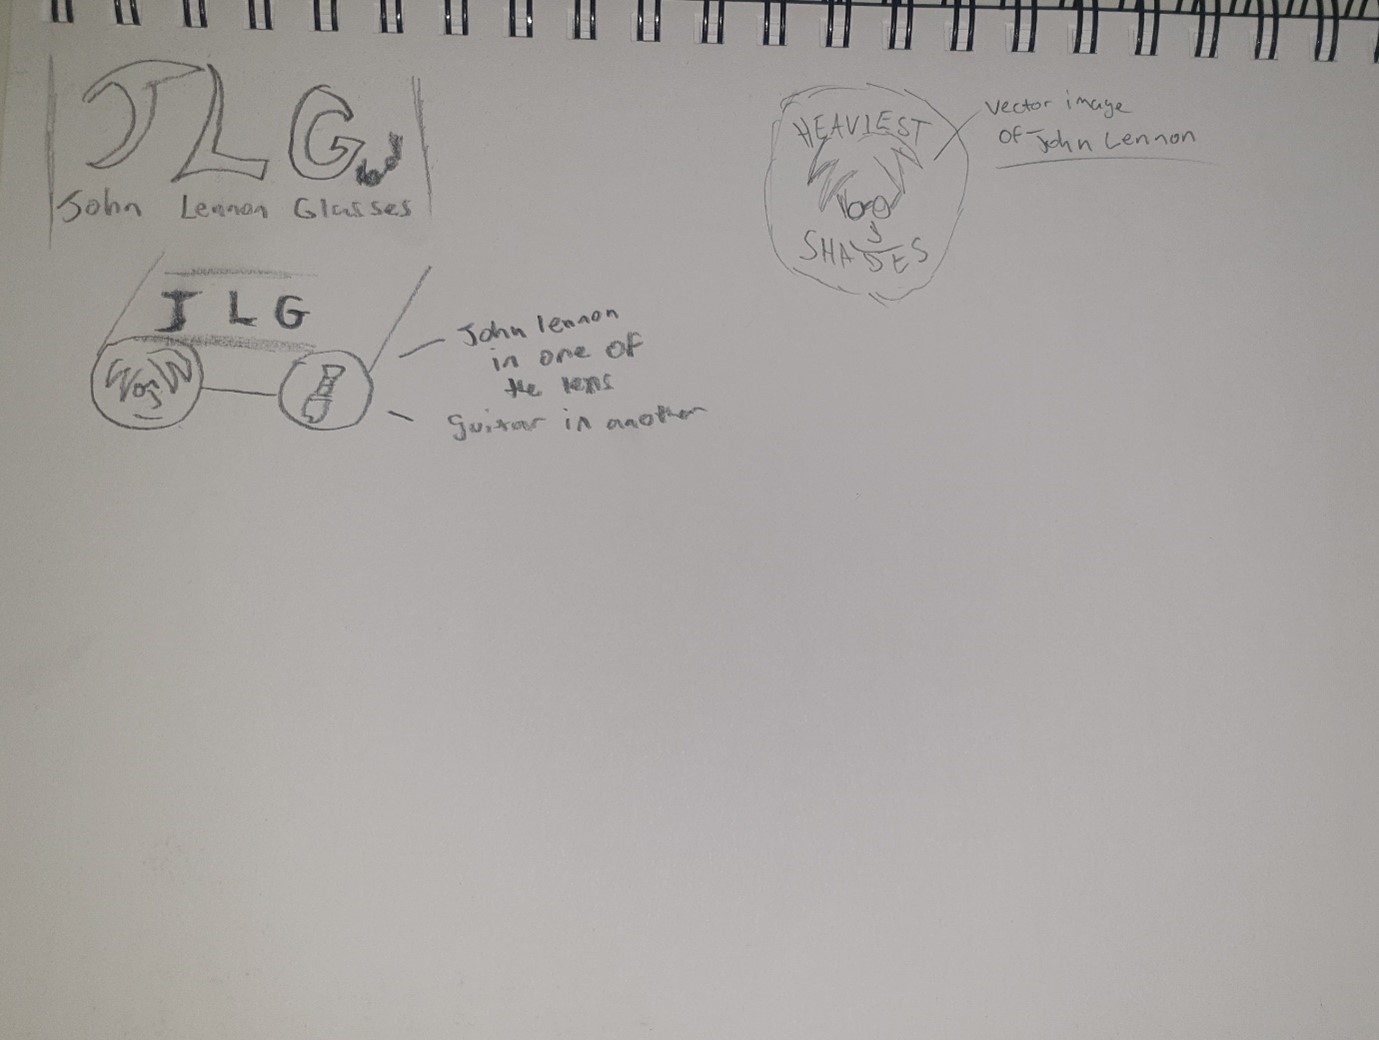 JLG
John Lennon Glasses
JLG
John lennon
in one of
the lens
guitar in another
HEAVIEST
SHADES
vector image
of John Lennon